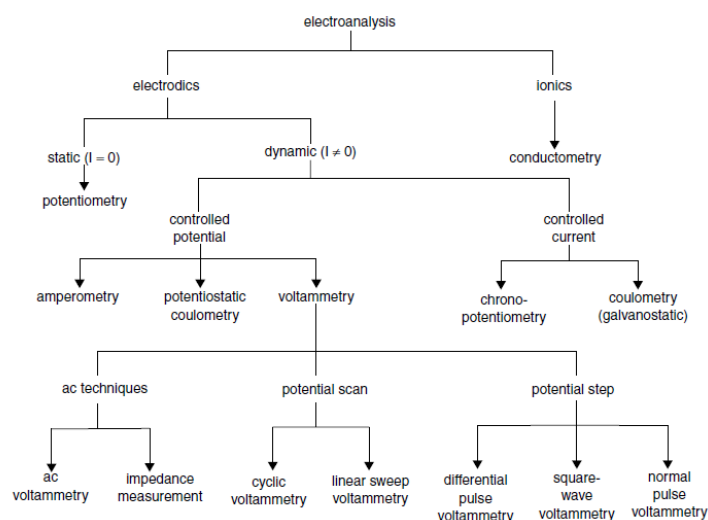 electroanalysis
electrodics
ionics
static (I = 0)
dynamic (I ≠ 0)
conductometry
potentiometry
controlled
potential
controlled
current
amperometry
potentiostatic
coulometry
voltammetry
chrono-
potentiometry
coulometry
(galvanostatic)
ac techniques
potential scan
potential step
ac
voltammetry
impedance
measurement
cyclic
voltammetry
linear sweep
voltammetry
differential
pulse
voltammetry
square-
wave
voltammetry
normal
pulse
voltammetry